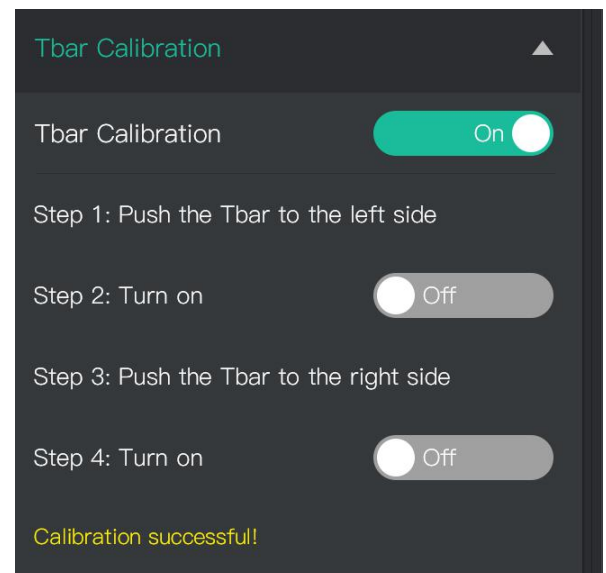 Tbar Calibration
Tbar Calibration On
Step 1: Push the Tbar to the left side
Step 2: Turn on Off
Step 3: Push the Tbar to the right side
Step 4: Turn on Off
Calibration successful!